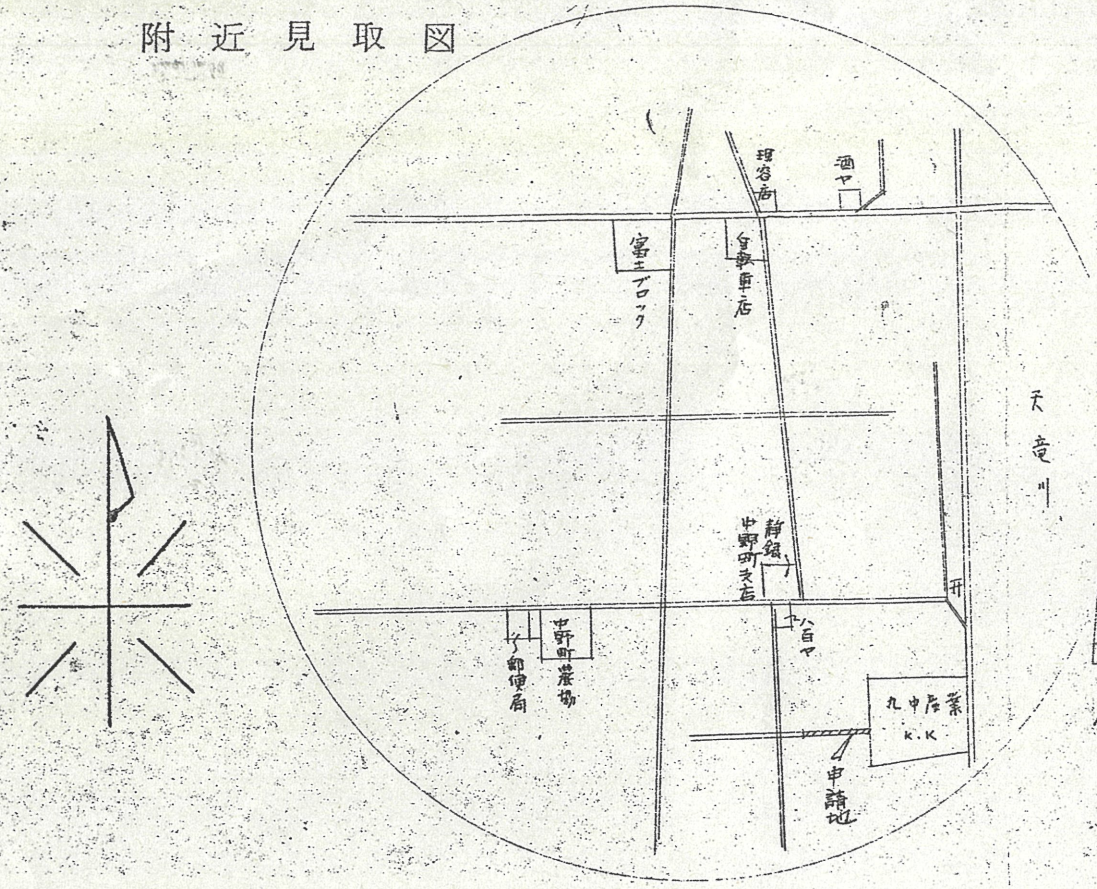 附近見取図
理容店
酒ヤ
富士ブロック
自転車店
天竜川
静銀
中野町支店
八百ヤ
中野町農協
郵便局
丸中産業
K.K
申請地